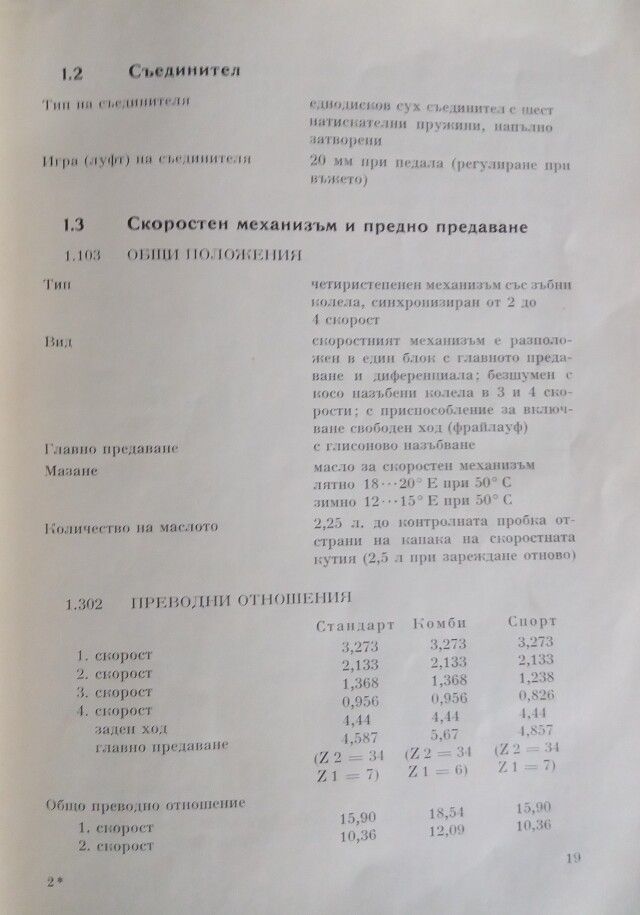 1.2 Съединител
Тип на съединителя еднодисков сух съединител с шест
натискателни пружини, напълно
затворени
Игра (луфт) на съединителя 20 мм при педала (регулиране при
въжето)
1.3 Скоростен механизъм и предно предаване
1.103 ОБЩИ ПОЛОЖЕНИЯ
Тип четиристепенен механизъм със зъбни
колела, синхронизиран от 2 до
4 скорост
Вид скоростният механизъм е разполо-
жен в един блок с главното преда-
ване и диференциала; безшумен с
косо назъбени колела в 3 и 4 ско-
рости; с приспособление за включ-
ване свободен ход (фрайлауф)
Главно предаване с глисоново назъбване
Мазане масло за скоростен механизъм
лятно 18···20° E при 50° C
зимно 12···15° E при 50° C
Количество на маслото 2,25 л. до контролната пробка от-
страни на капака на скоростната
кутия (2,5 л при зареждане отново)
1.302 ПРЕВОДНИ ОТНОШЕНИЯ
Стандарт Комби Спорт
1. скорост 3,273 3,273 3,273
2. скорост 2,133 2,133 2,133
3. скорост 1,368 1,368 1,238
4. скорост 0,956 0,956 0,826
заден ход 4,44 4,44 4,44
главно предаване 4,587 5,67 4,857
(Z 2 = 34 (Z 2 = 34 (Z 2 = 34
Z 1 = 7) Z 1 = 6) Z 1 = 7)
Общо преводно отношение
1. скорост 15,90 18,54 15,90
2. скорост 10,36 12,09 10,36
19
2*